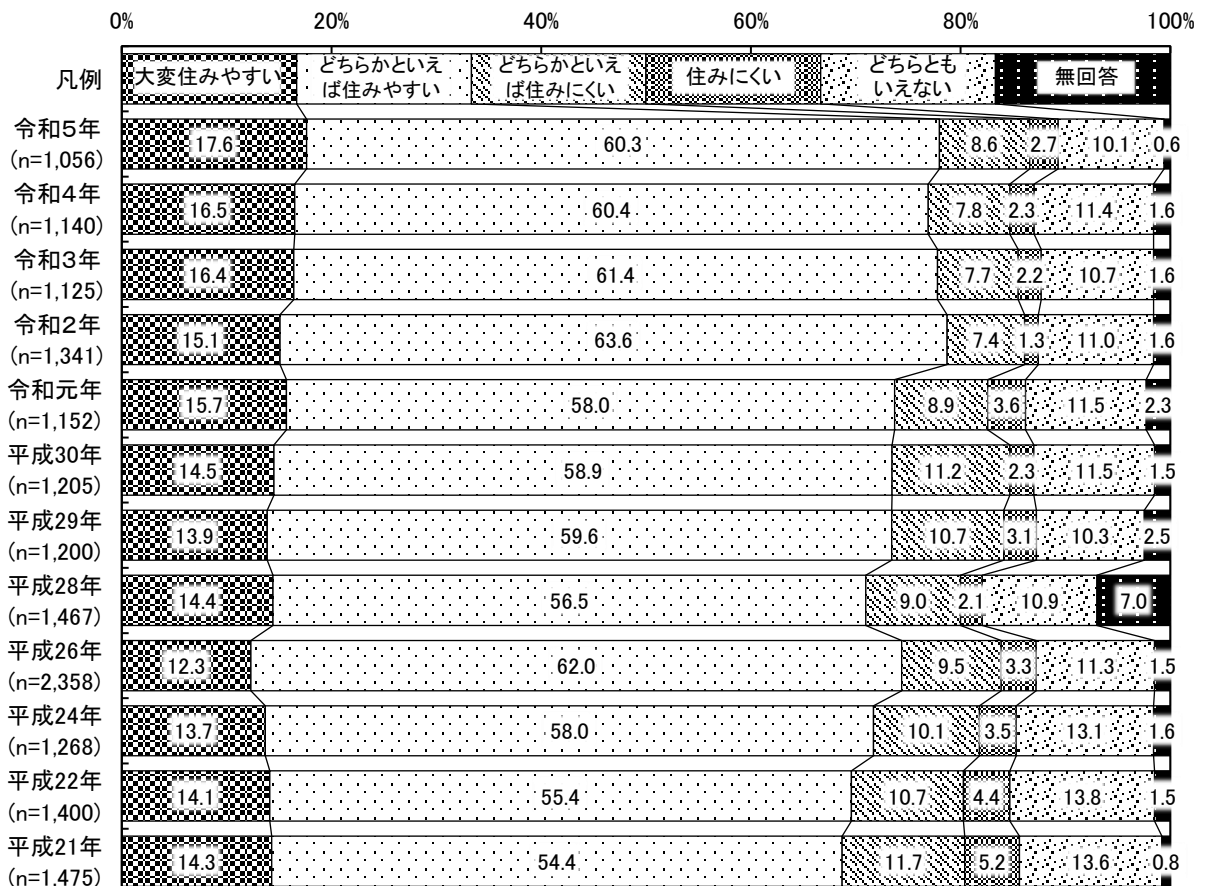 0% 20% 40% 60% 80% 100%
凡例
大変住みやすい
どちらかといえ
ば住みやすい
どちらかといえ
ば住みにくい
住みにくい
どちらとも
いえない
無回答
令和5年
(n=1,056)
17.6 60.3 8.6 2.7 10.1 0.6
令和4年
(n=1,140)
16.5 60.4 7.8 2.3 11.4 1.6
令和3年
(n=1,125)
16.4 61.4 7.7 2.2 10.7 1.6
令和2年
(n=1,341)
15.1 63.6 7.4 1.3 11.0 1.6
令和元年
(n=1,152)
15.7 58.0 8.9 3.6 11.5 2.3
平成30年
(n=1,205)
14.5 58.9 11.2 2.3 11.5 1.5
平成29年
(n=1,200)
13.9 59.6 10.7 3.1 10.3 2.5
平成28年
(n=1,467)
14.4 56.5 9.0 2.1 10.9 7.0
平成26年
(n=2,358)
12.3 62.0 9.5 3.3 11.3 1.5
平成24年
(n=1,268)
13.7 58.0 10.1 3.5 13.1 1.6
平成22年
(n=1,400)
14.1 55.4 10.7 4.4 13.8 1.5
平成21年
(n=1,475)
14.3 54.4 11.7 5.2 13.6 0.8